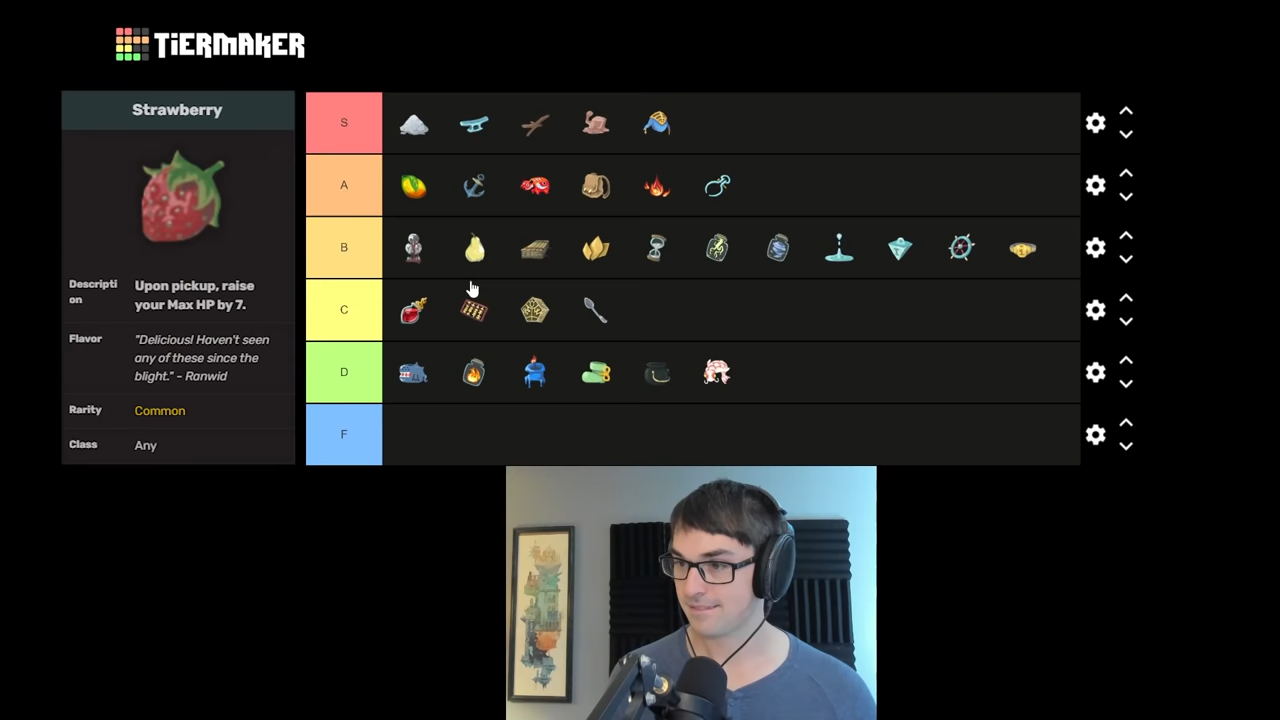 TiERMAKER
Strawberry
Descripti
on
Upon pickup, raise
your Max HP by 7.
Flavor
"Delicious! Haven't seen
any of these since the
blight." - Ranwid
Rarity
Common
Class
Any
S
A
B
C
D
F